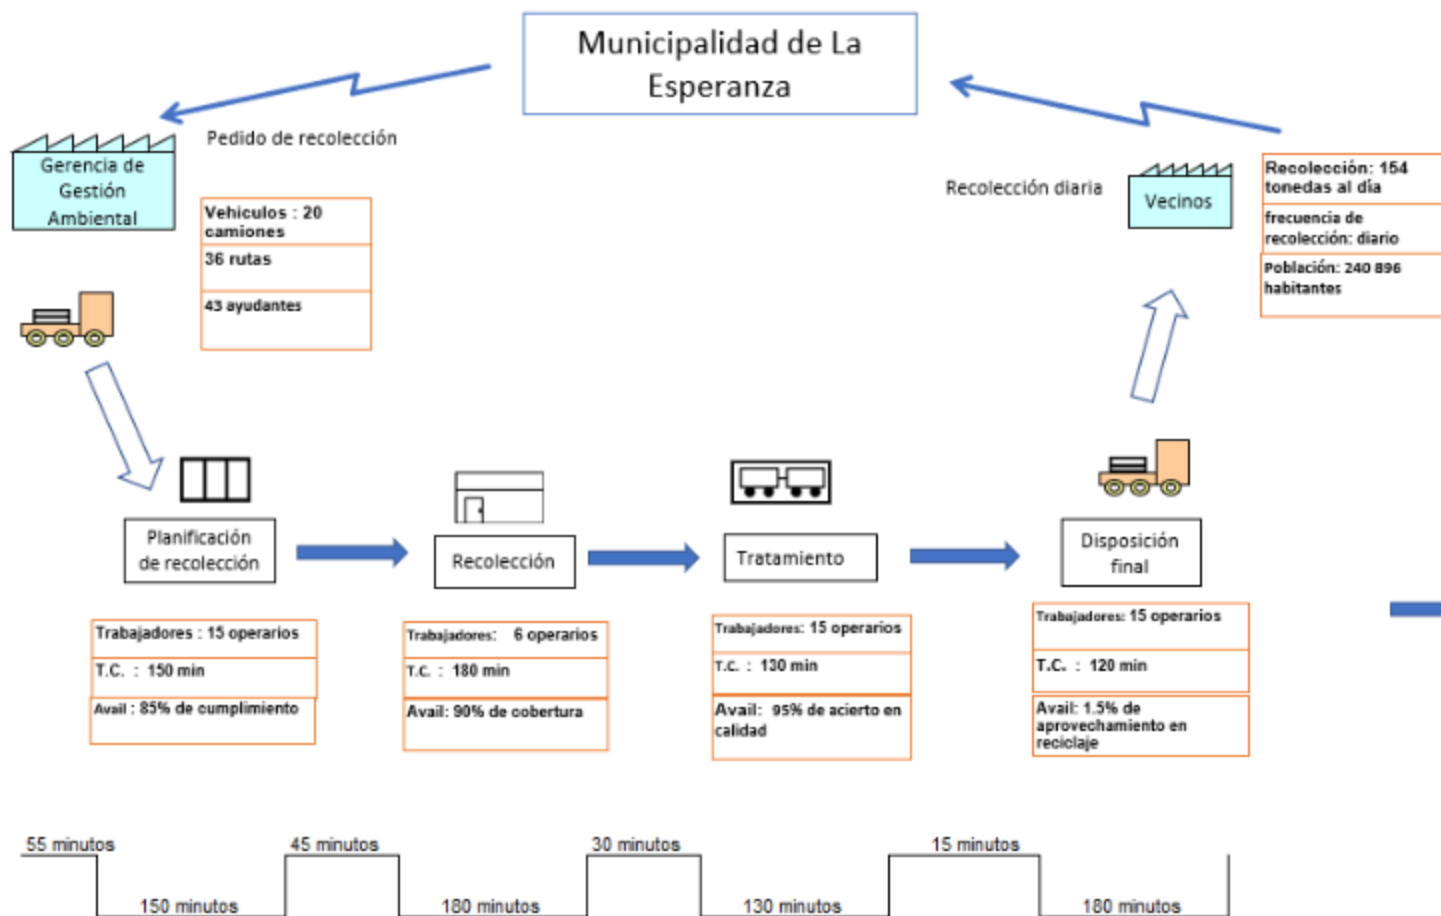 Municipalidad de La
Esperanza
Pedido de recolección
Gerencia de
Gestión
Ambiental
Vehiculos : 20
camiones
36 rutas
43 ayudantes
Recolección diaria
Vecinos
Recolección: 154
tonedas al día
frecuencia de
recolección: diario
Población: 240 896
habitantes
Planificación
de recolección
Recolección
Tratamiento
Disposición
final
Trabajadores : 15 operarios
T.C. : 150 min
Avail : 85% de cumplimiento
Trabajadores: 6 operarios
T.C. : 180 min
Avail: 90% de cobertura
Trabajadores: 15 operarios
T.C. : 130 min
Avail: 95% de acierto en
calidad
Trabajadores: 15 operarios
T.C. : 120 min
Avail: 1.5% de
aprovechamiento en
reciclaje
55 minutos
45 minutos
30 minutos
15 minutos
150 minutos
180 minutos
130 minutos
180 minutos